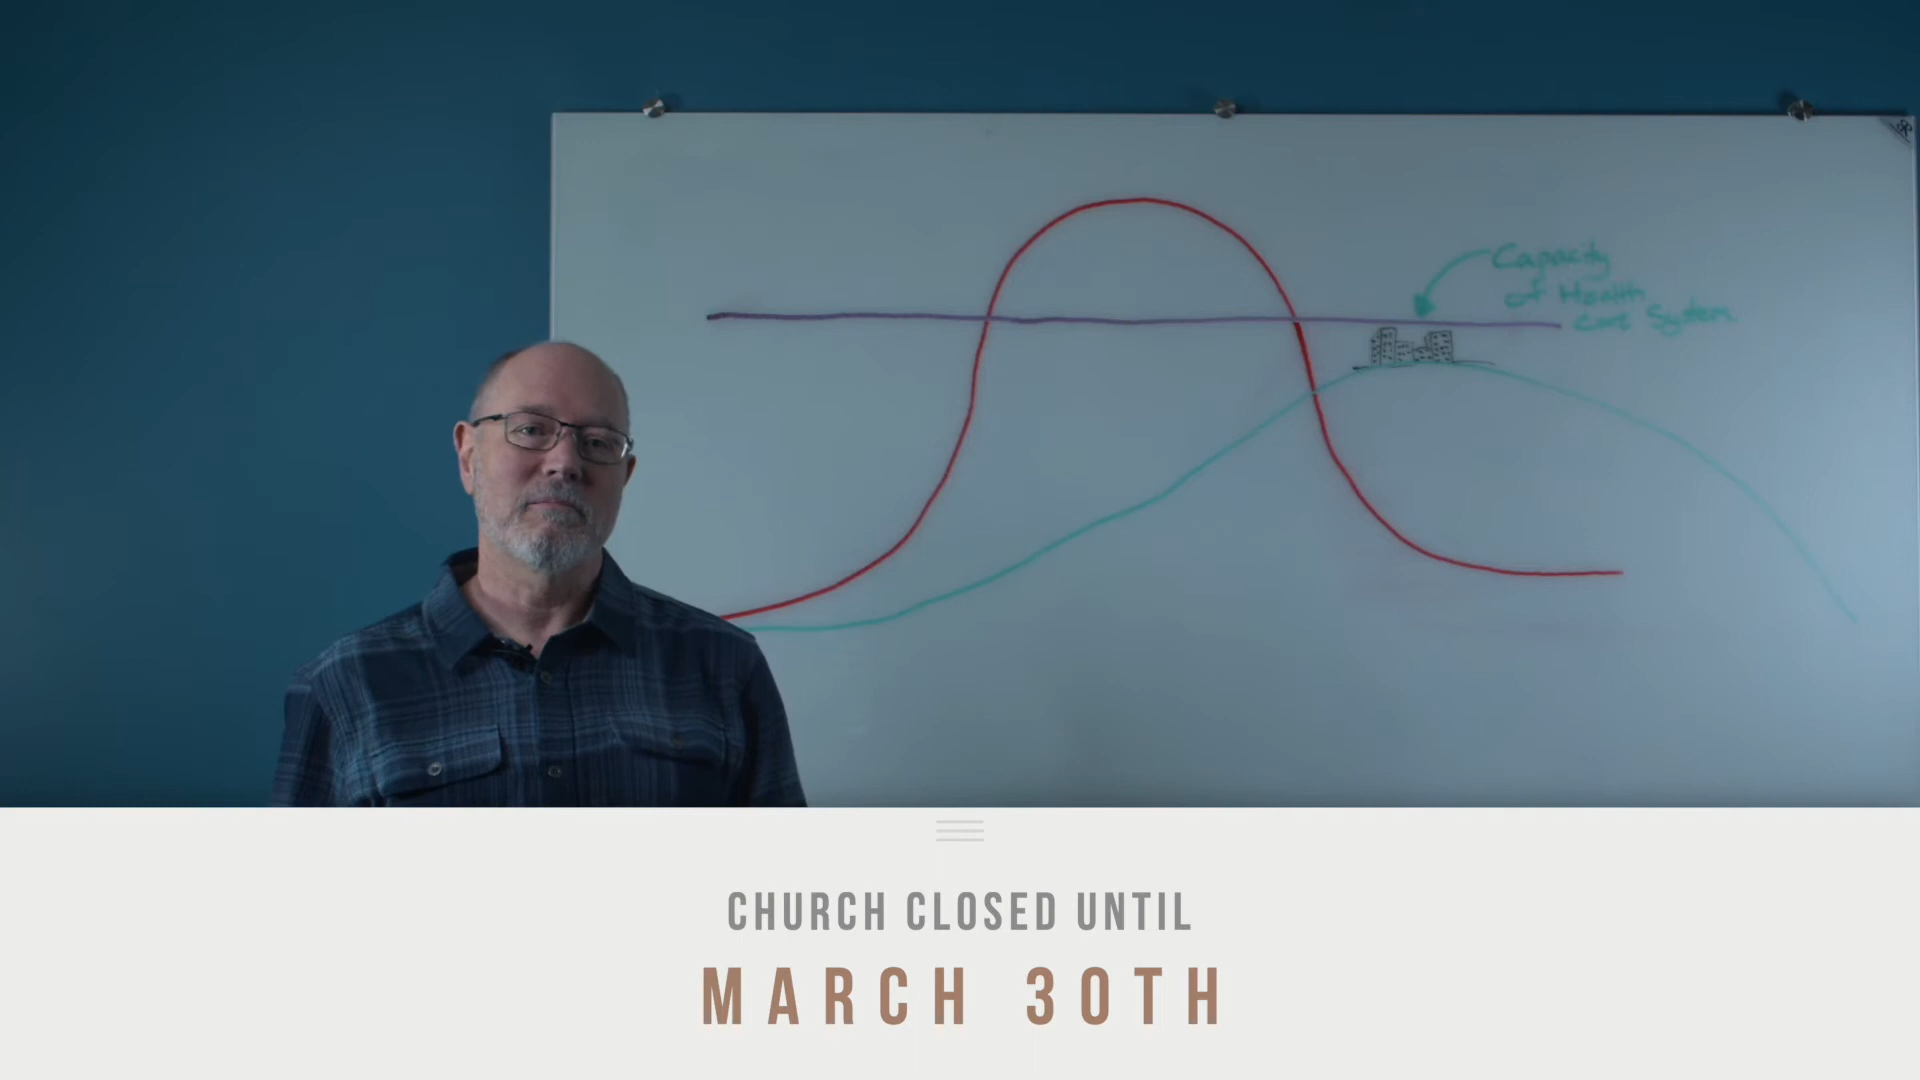 Capacity
of Health
Care System
CHURCH CLOSED UNTIL
MARCH 30TH